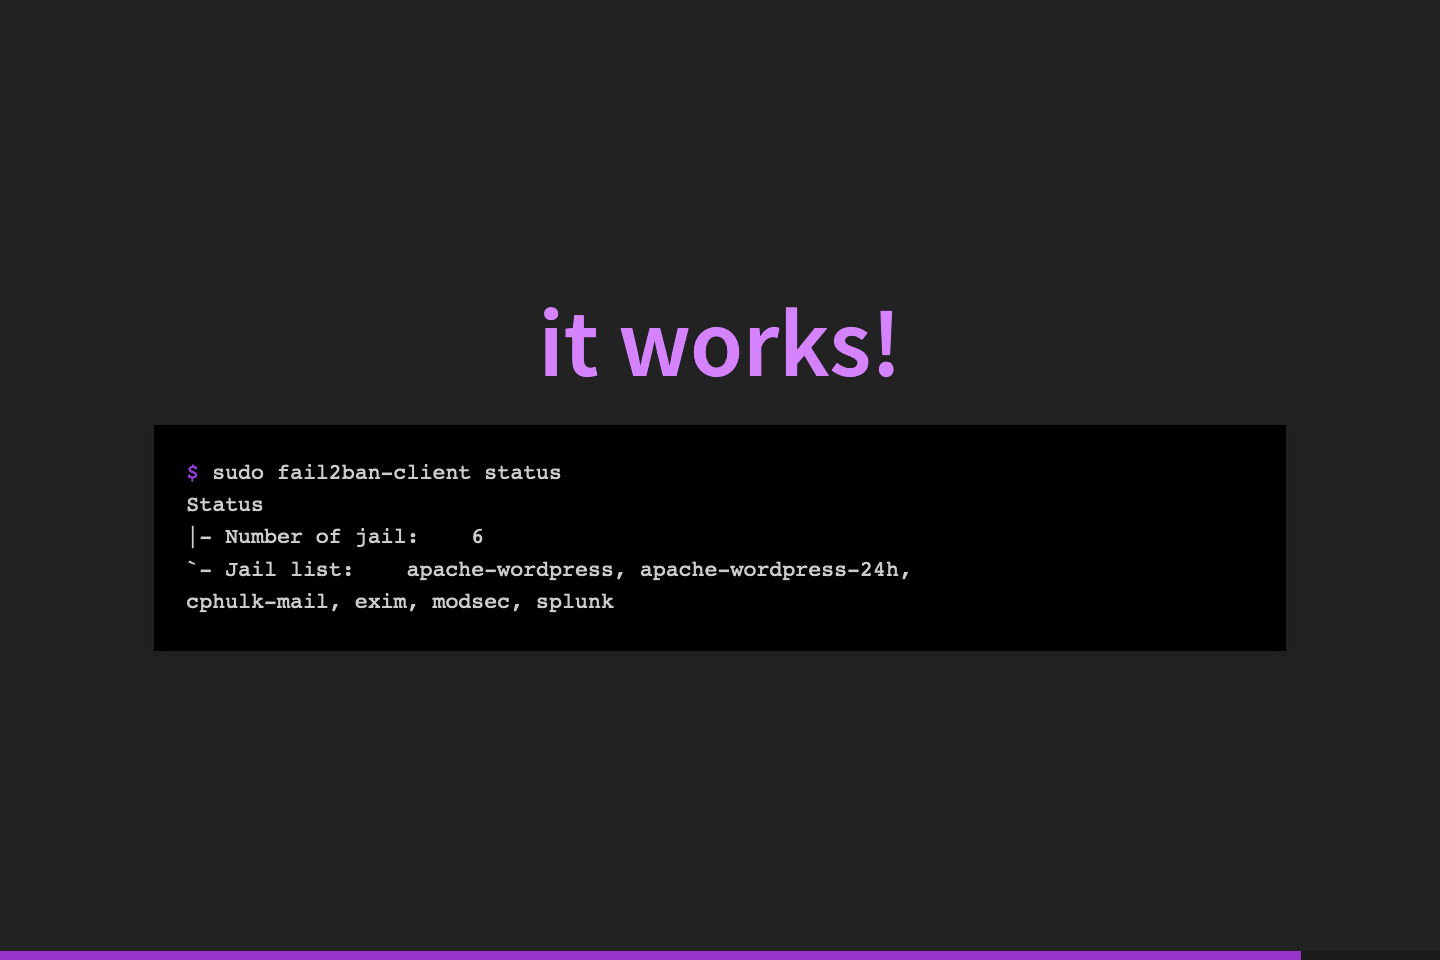 it works!
$ sudo fail2ban-client status
Status
|- Number of jail:    6
`- Jail list:    apache-wordpress, apache-wordpress-24h,
cphulk-mail, exim, modsec, splunk